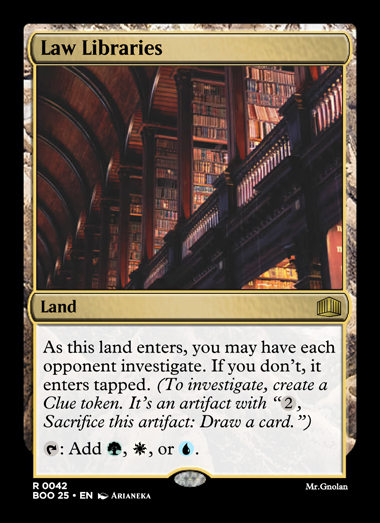 Law Libraries
Land
As this land enters, you may have each
opponent investigate. If you don't, it
enters tapped. (To investigate, create a
Clue token. It's an artifact with “2,
Sacrifice this artifact: Draw a card.”)
: Add , , or .
R 0042
BOO 25 • EN Arianeka
Mr.Gnolan